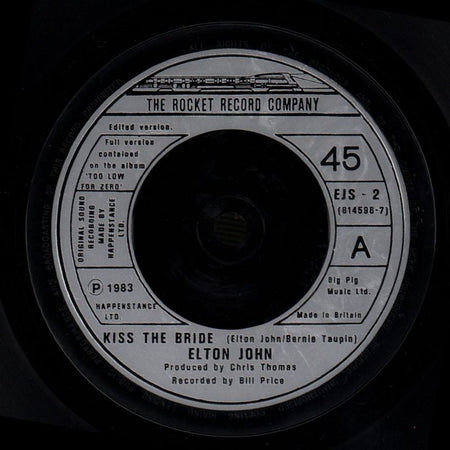 THE ROCKET RECORD COMPANY
Edited version.
Full version
contained
on the album
'TOO LOW
FOR ZERO'
45
EJS - 2
(814596-7)
ORIGINAL SOUND
RECORDING
MADE BY
HAPPENSTANCE
LTD.
A
P 1983
HAPPENSTANCE
LTD.
Big Pig
Music Ltd.
Made in Britain
KISS THE BRIDE (Elton John/Bernie Taupin)
ELTON JOHN
Produced by Chris Thomas
Recorded by Bill Price